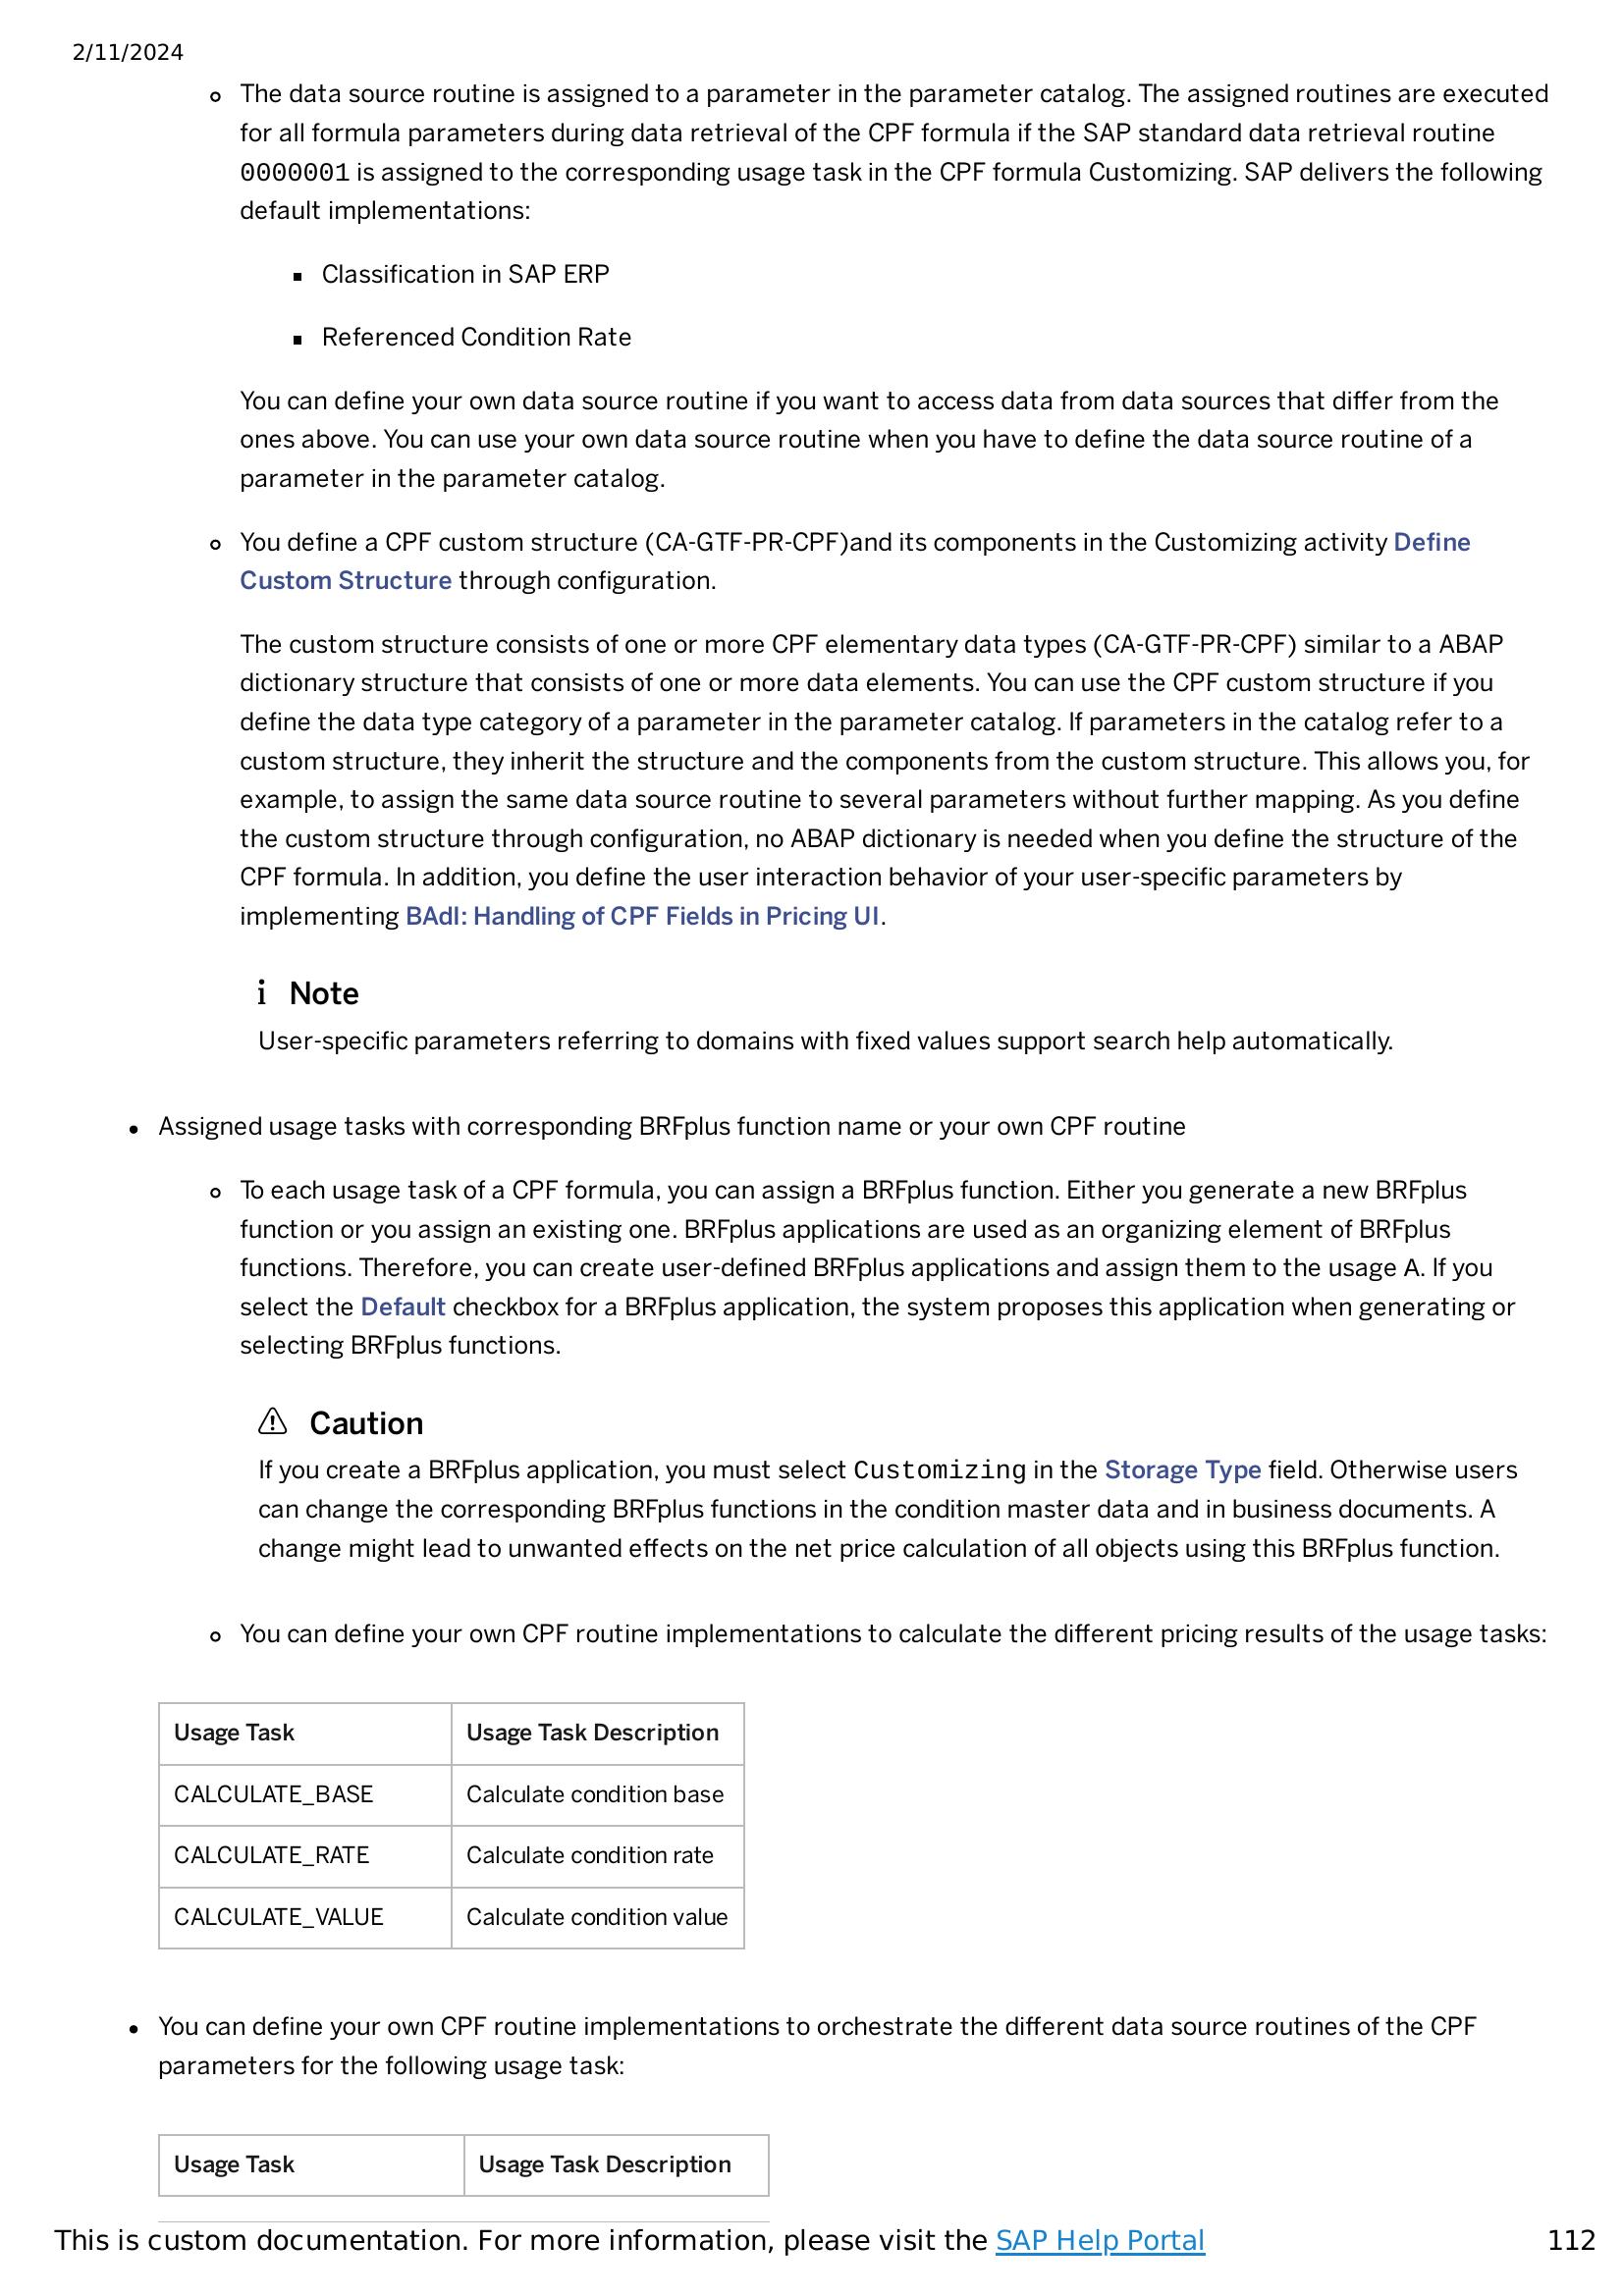 2/11/2024
The data source routine is assigned to a parameter in the parameter catalog. The assigned routines are executed
for all formula parameters during data retrieval of the CPF formula if the SAP standard data retrieval routine
0000001 is assigned to the corresponding usage task in the CPF formula Customizing. SAP delivers the following
default implementations:
Classification in SAP ERP
Referenced Condition Rate
You can define your own data source routine if you want to access data from data sources that differ from the
ones above. You can use your own data source routine when you have to define the data source routine of a
parameter in the parameter catalog.
You define a CPF custom structure (CA-GTF-PR-CPF)and its components in the Customizing activity Define
Custom Structure through configuration.
The custom structure consists of one or more CPF elementary data types (CA-GTF-PR-CPF) similar to a ABAP
dictionary structure that consists of one or more data elements. You can use the CPF custom structure if you
define the data type category of a parameter in the parameter catalog. If parameters in the catalog refer to a
custom structure, they inherit the structure and the components from the custom structure. This allows you, for
example, to assign the same data source routine to several parameters without further mapping. As you define
the custom structure through configuration, no ABAP dictionary is needed when you define the structure of the
CPF formula. In addition, you define the user interaction behavior of your user-specific parameters by
implementing BAdI: Handling of CPF Fields in Pricing UI.
i Note
User-specific parameters referring to domains with fixed values support search help automatically.
Assigned usage tasks with corresponding BRFplus function name or your own CPF routine
To each usage task of a CPF formula, you can assign a BRFplus function. Either you generate a new BRFplus
function or you assign an existing one. BRFplus applications are used as an organizing element of BRFplus
functions. Therefore, you can create user-defined BRFplus applications and assign them to the usage A. If you
select the Default checkbox for a BRFplus application, the system proposes this application when generating or
selecting BRFplus functions.
Caution
If you create a BRFplus application, you must select Customizing in the Storage Type field. Otherwise users
can change the corresponding BRFplus functions in the condition master data and in business documents. A
change might lead to unwanted effects on the net price calculation of all objects using this BRFplus function.
You can define your own CPF routine implementations to calculate the different pricing results of the usage tasks:
Usage Task Usage Task Description
CALCULATE_BASE Calculate condition base
CALCULATE_RATE Calculate condition rate
CALCULATE_VALUE Calculate condition value
You can define your own CPF routine implementations to orchestrate the different data source routines of the CPF
parameters for the following usage task:
Usage Task Usage Task Description
This is custom documentation. For more information, please visit the SAP Help Portal 112